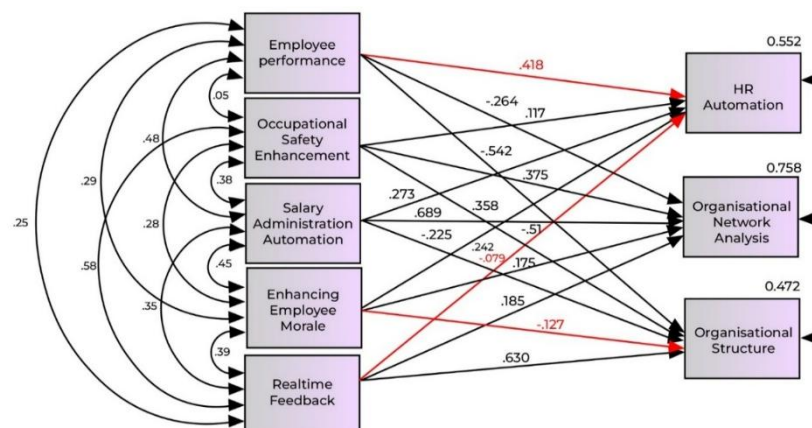 Employee
performance
Occupational
Safety
Enhancement
Salary
Administration
Automation
Enhancing
Employee
Morale
Realtime
Feedback
.05
.48
.38
.29
.25
.28
.58
.45
.35
.39
.418
-.264
.117
-.542
.375
.273
.689
.358
-.51
-.225
.242
-.079
.175
.185
-.127
.630
0.552
HR
Automation
0.758
Organisational
Network
Analysis
0.472
Organisational
Structure